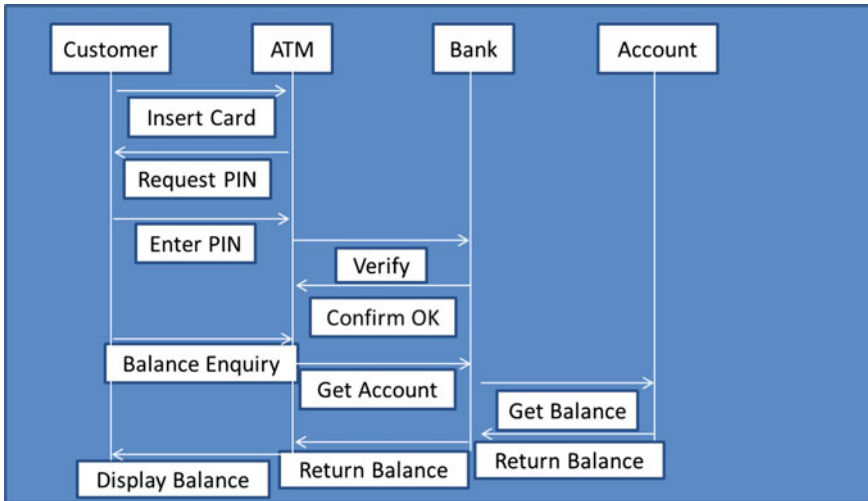 Customer
ATM
Bank
Account
Insert Card
Request PIN
Enter PIN
Verify
Confirm OK
Balance Enquiry
Get Account
Get Balance
Return Balance
Return Balance
Display Balance